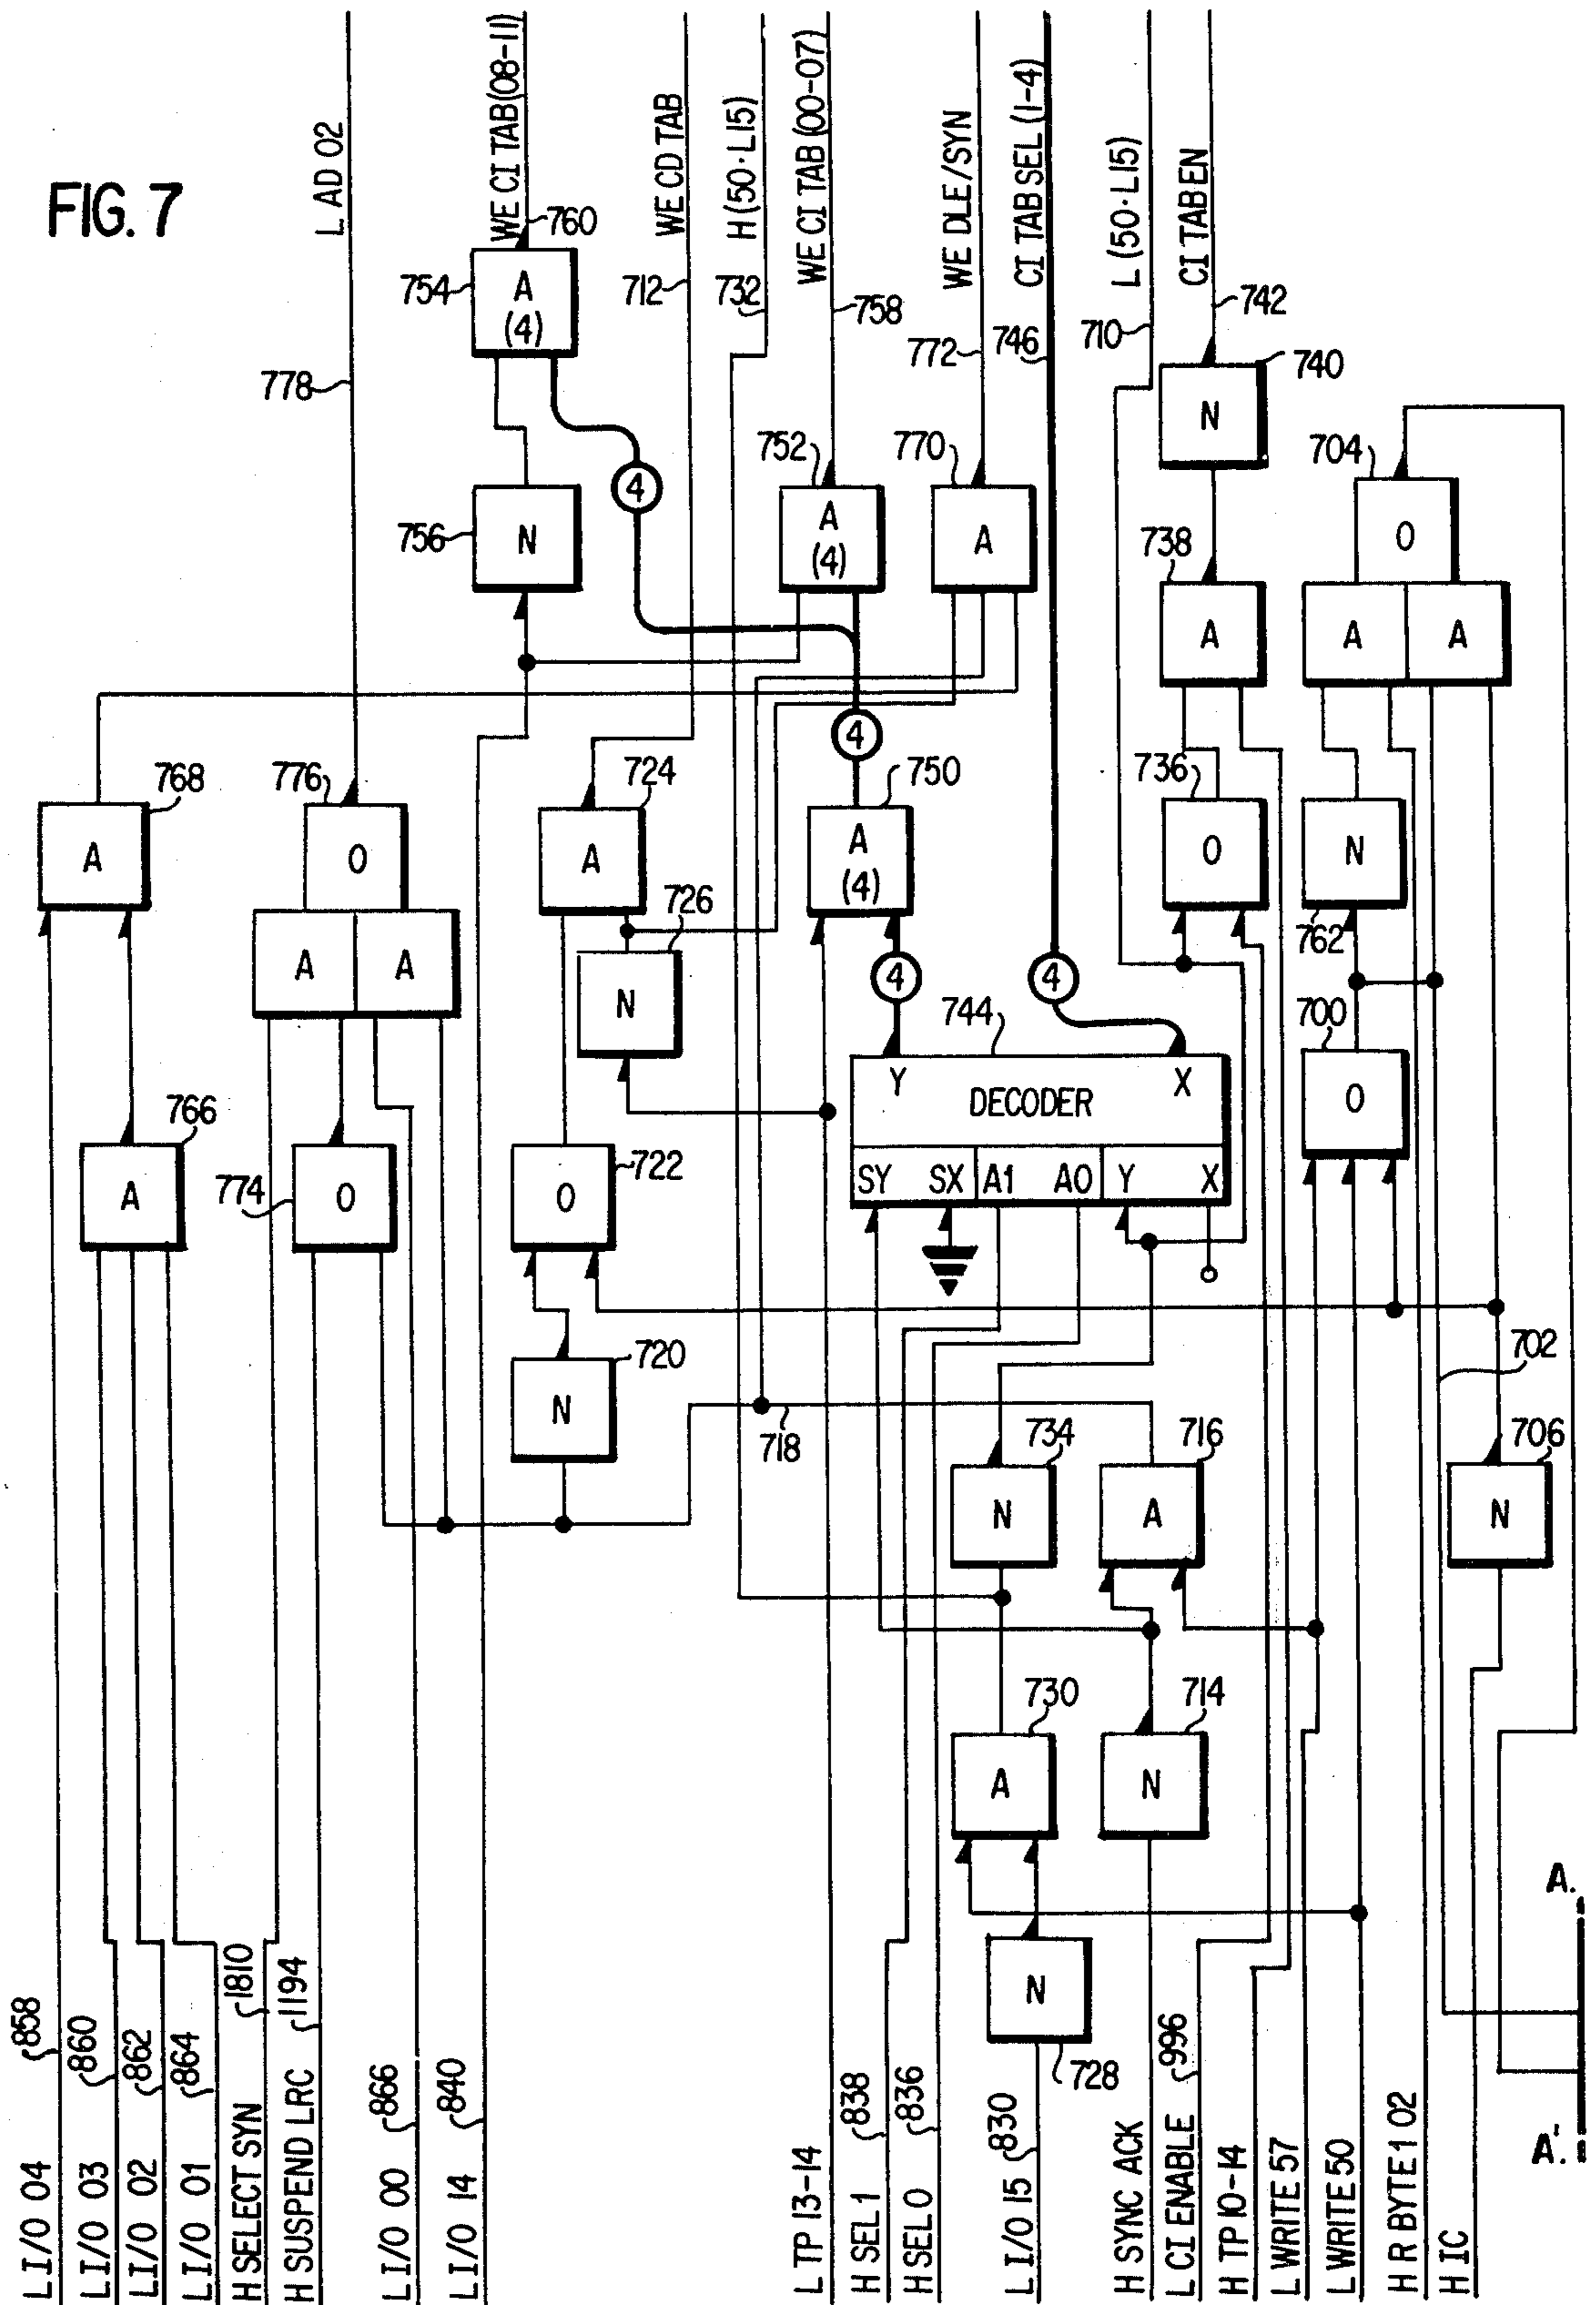 FIG. 7
L AD 02
WE CI TAB (08-11)
WE CD TAB
H (50·L15)
WE CI TAB (00-07)
WE DLE/SYN
CI TAB SEL (1-4)
L (50·L15)
CI TAB EN
778
754
A
(4)
760
712
732
758
772
746
710
742
756
N
4
752
A
(4)
770
A
N
740
738
A
704
O
A
A
768
A
776
O
A
A
724
A
726
N
4
750
A
(4)
4
4
736
O
N
762
766
A
774
O
722
O
744
Y
X
DECODER
SY
SX
A1
A0
Y
X
700
O
720
N
718
734
N
716
A
702
706
N
730
A
714
N
N
728
858
860
862
864
1810
1194
866
840
838
836
830
996
L I/O 04
L I/O 03
L I/O 02
L I/O 01
H SELECT SYN
H SUSPEND LRC
L I/O 00
L I/O 14
L TP 13-14
H SEL 1
H SEL 0
L I/O 15
H SYNC ACK
L CI ENABLE
H TP 10-14
L WRITE 57
L WRITE 50
H R BYTE 1 02
H IC
A.
A'.